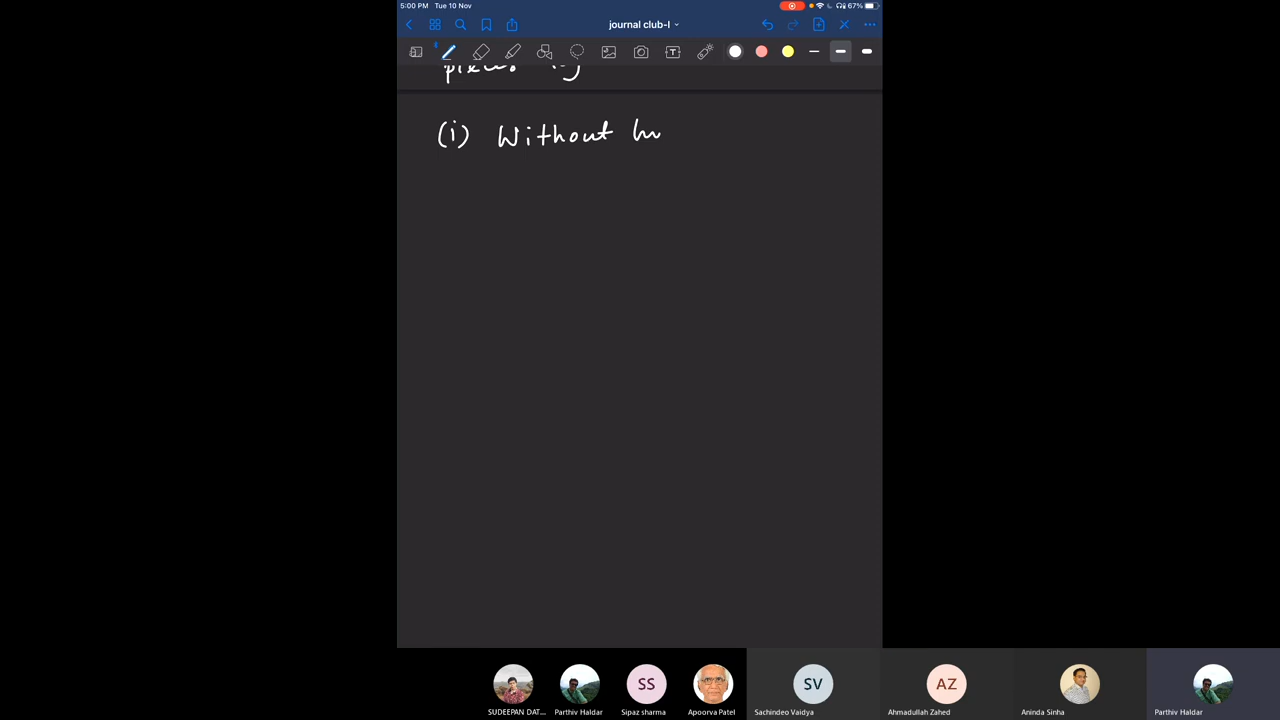 5:00 PM Tue 10 Nov
67%
journal club-I
T
(i) Without
SS
SV
AZ
SUDEEPAN DAT...
Parthiv Haldar
Sipaz sharma
Apoorva Patel
Sachindeo Vaidya
Ahmadullah Zahed
Aninda Sinha
Parthiv Haldar